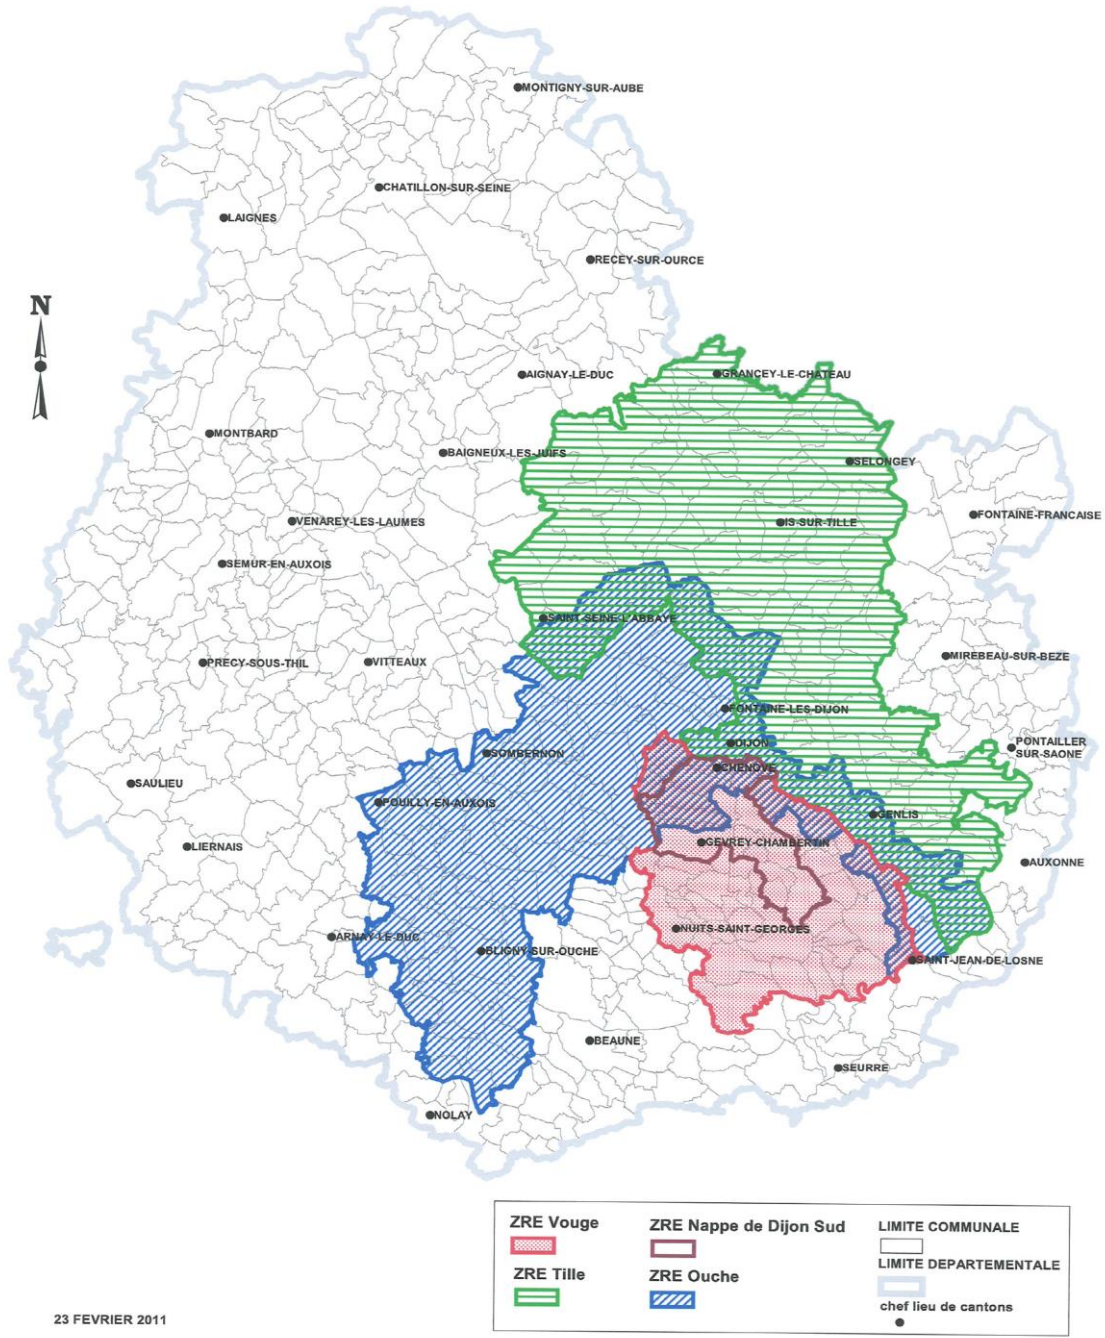 MONTIGNY-SUR-AUBE
CHATILLON-SUR-SEINE
LAIGNES
RECEY-SUR-OURCE
N
AIGNAY-LE-DUC
GRANCEY-LE-CHATEAU
MONTBARD
BAIGNEUX-LES-JUIFS
SELONGEY
FONTAINE-FRANCAISE
VENAREY-LES-LAUMES
IS-SUR-TILLE
SEMUR-EN-AUXOIS
SAINT-SEINE-L'ABBAYE
PRECY-SOUS-THIL
VITTEAUX
MIREBEAU-SUR-BEZE
FONTAINE-LES-DIJON
DIJON
PONTAILLER
SUR-SAONE
SOMBERNON
CHENOVE
SAULIEU
POUILLY-EN-AUXOIS
GENLIS
LIERNAIS
GEVREY-CHAMBERTIN
AUXONNE
NUITS-SAINT-GEORGES
ARNAY-LE-DUC
BLIGNY-SUR-OUCHE
SAINT-JEAN-DE-LOSNE
BEAUNE
SEURRE
NOLAY
ZRE Vouge
ZRE Nappe de Dijon Sud
LIMITE COMMUNALE
ZRE Tille
ZRE Ouche
LIMITE DEPARTEMENTALE
chef lieu de cantons
23 FEVRIER 2011